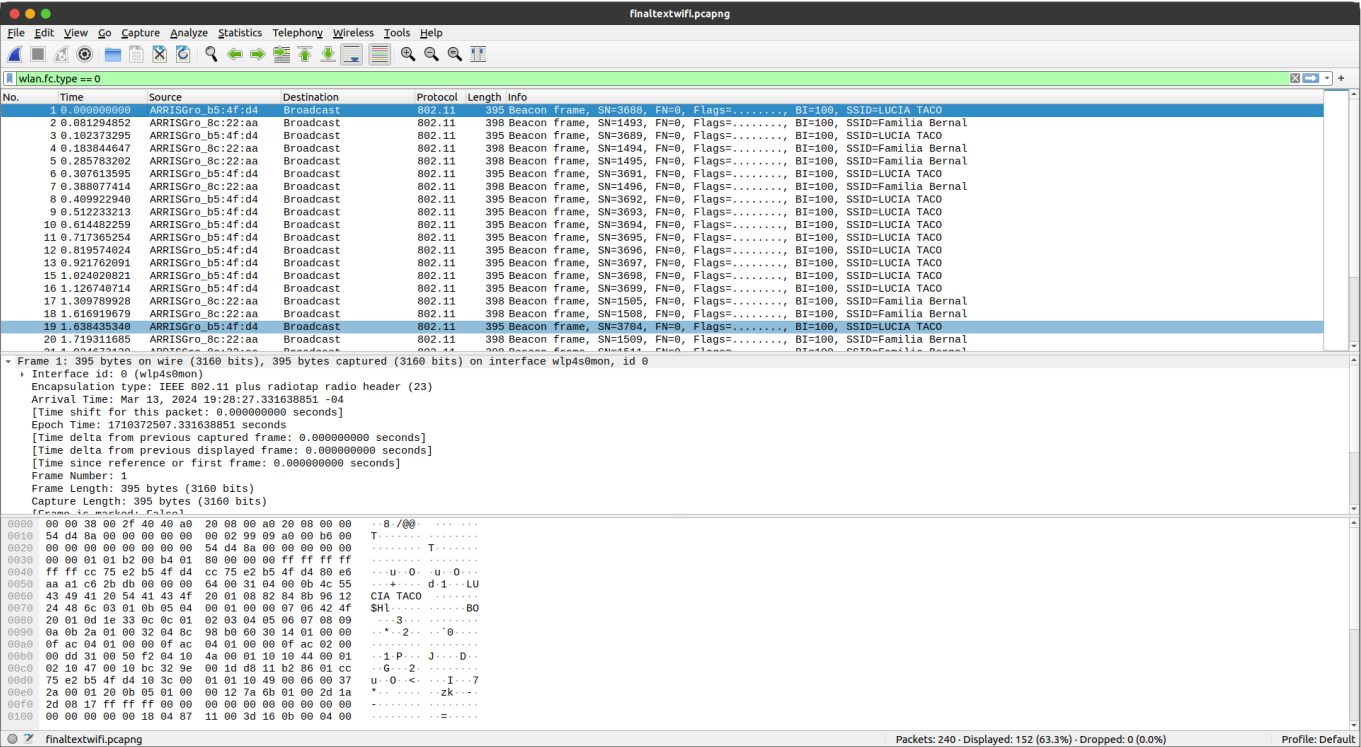 finaltextwifi.pcapng
File Edit View Go Capture Analyze Statistics Telephony Wireless Tools Help
wlan.fc.type == 0
No. Time Source Destination Protocol Length Info
1 0.000000000 ARRISGro_b5:4f:d4 Broadcast 802.11 395 Beacon frame, SN=3688, FN=0, Flags=........, BI=100, SSID=LUCIA TACO
2 0.081294852 ARRISGro_8c:22:aa Broadcast 802.11 398 Beacon frame, SN=1493, FN=0, Flags=........, BI=100, SSID=Familia Bernal
3 0.102373295 ARRISGro_b5:4f:d4 Broadcast 802.11 395 Beacon frame, SN=3689, FN=0, Flags=........, BI=100, SSID=LUCIA TACO
4 0.183844647 ARRISGro_8c:22:aa Broadcast 802.11 398 Beacon frame, SN=1494, FN=0, Flags=........, BI=100, SSID=Familia Bernal
5 0.285783202 ARRISGro_8c:22:aa Broadcast 802.11 398 Beacon frame, SN=1495, FN=0, Flags=........, BI=100, SSID=Familia Bernal
6 0.307613595 ARRISGro_b5:4f:d4 Broadcast 802.11 395 Beacon frame, SN=3691, FN=0, Flags=........, BI=100, SSID=LUCIA TACO
7 0.388077414 ARRISGro_8c:22:aa Broadcast 802.11 398 Beacon frame, SN=1496, FN=0, Flags=........, BI=100, SSID=Familia Bernal
8 0.409922940 ARRISGro_b5:4f:d4 Broadcast 802.11 395 Beacon frame, SN=3692, FN=0, Flags=........, BI=100, SSID=LUCIA TACO
9 0.512233213 ARRISGro_b5:4f:d4 Broadcast 802.11 395 Beacon frame, SN=3693, FN=0, Flags=........, BI=100, SSID=LUCIA TACO
10 0.614482259 ARRISGro_b5:4f:d4 Broadcast 802.11 395 Beacon frame, SN=3694, FN=0, Flags=........, BI=100, SSID=LUCIA TACO
11 0.717365254 ARRISGro_b5:4f:d4 Broadcast 802.11 395 Beacon frame, SN=3695, FN=0, Flags=........, BI=100, SSID=LUCIA TACO
12 0.819574024 ARRISGro_b5:4f:d4 Broadcast 802.11 395 Beacon frame, SN=3696, FN=0, Flags=........, BI=100, SSID=LUCIA TACO
13 0.921762091 ARRISGro_b5:4f:d4 Broadcast 802.11 395 Beacon frame, SN=3697, FN=0, Flags=........, BI=100, SSID=LUCIA TACO
15 1.024020821 ARRISGro_b5:4f:d4 Broadcast 802.11 395 Beacon frame, SN=3698, FN=0, Flags=........, BI=100, SSID=LUCIA TACO
16 1.126740714 ARRISGro_b5:4f:d4 Broadcast 802.11 395 Beacon frame, SN=3699, FN=0, Flags=........, BI=100, SSID=LUCIA TACO
17 1.309789928 ARRISGro_8c:22:aa Broadcast 802.11 398 Beacon frame, SN=1505, FN=0, Flags=........, BI=100, SSID=Familia Bernal
18 1.616919679 ARRISGro_8c:22:aa Broadcast 802.11 398 Beacon frame, SN=1508, FN=0, Flags=........, BI=100, SSID=Familia Bernal
19 1.638435340 ARRISGro_b5:4f:d4 Broadcast 802.11 395 Beacon frame, SN=3704, FN=0, Flags=........, BI=100, SSID=LUCIA TACO
20 1.719311685 ARRISGro_8c:22:aa Broadcast 802.11 398 Beacon frame, SN=1509, FN=0, Flags=........, BI=100, SSID=Familia Bernal
Frame 1: 395 bytes on wire (3160 bits), 395 bytes captured (3160 bits) on interface wlp4s0mon, id 0
Interface id: 0 (wlp4s0mon)
Encapsulation type: IEEE 802.11 plus radiotap radio header (23)
Arrival Time: Mar 13, 2024 19:28:27.331638851 -04
[Time shift for this packet: 0.000000000 seconds]
Epoch Time: 1710372507.331638851 seconds
[Time delta from previous captured frame: 0.000000000 seconds]
[Time delta from previous displayed frame: 0.000000000 seconds]
[Time since reference or first frame: 0.000000000 seconds]
Frame Number: 1
Frame Length: 395 bytes (3160 bits)
Capture Length: 395 bytes (3160 bits)
[Frame is marked: False]
0000 00 00 38 00 2f 40 40 a0 20 08 00 a0 20 08 00 00 ··8·/@@· ··· ···
0010 54 d4 8a 00 00 00 00 00 00 02 99 09 a0 00 b6 00 T······· ········
0020 00 00 00 00 00 00 00 00 54 d4 8a 00 00 00 00 00 ········ T·······
0030 00 00 01 01 b2 00 b4 01 80 00 00 00 ff ff ff ff ········ ········
0040 ff ff cc 75 e2 b5 4f d4 cc 75 e2 b5 4f d4 80 e6 ···u··O· ·u··O···
0050 aa a1 c6 2b db 00 00 00 64 00 31 04 00 0b 4c 55 ···+···· d·1···LU
0060 43 49 41 20 54 41 43 4f 20 01 08 82 84 8b 96 12 CIA TACO ·······
0070 24 48 6c 03 01 0b 05 04 00 01 00 00 07 06 42 4f $Hl····· ······BO
0080 20 01 0d 1e 33 0c 0c 01 02 03 04 05 06 07 08 09 ···3··· ········
0090 0a 0b 2a 01 00 32 04 8c 98 b0 60 30 14 01 00 00 ··*··2·· ··`0····
00a0 0f ac 04 01 00 00 0f ac 04 01 00 00 0f ac 02 00 ········ ········
00b0 00 dd 31 00 50 f2 04 10 4a 00 01 10 10 44 00 01 ··1·P··· J····D··
00c0 02 10 47 00 10 bc 32 9e 00 1d d8 11 b2 86 01 cc ··G···2· ········
00d0 75 e2 b5 4f d4 10 3c 00 01 01 10 49 00 06 00 37 u··O··<· ···I···7
00e0 2a 00 01 20 0b 05 01 00 00 12 7a 6b 01 00 2d 1a *·· ···· ··zk··-·
00f0 2d 08 17 ff ff ff 00 00 00 00 00 00 00 00 00 00 -······· ········
0100 00 00 00 00 00 18 04 87 11 00 3d 16 0b 00 04 00 ········ ··=·····
finaltextwifi.pcapng Packets: 240 · Displayed: 152 (63.3%) · Dropped: 0 (0.0%) Profile: Default